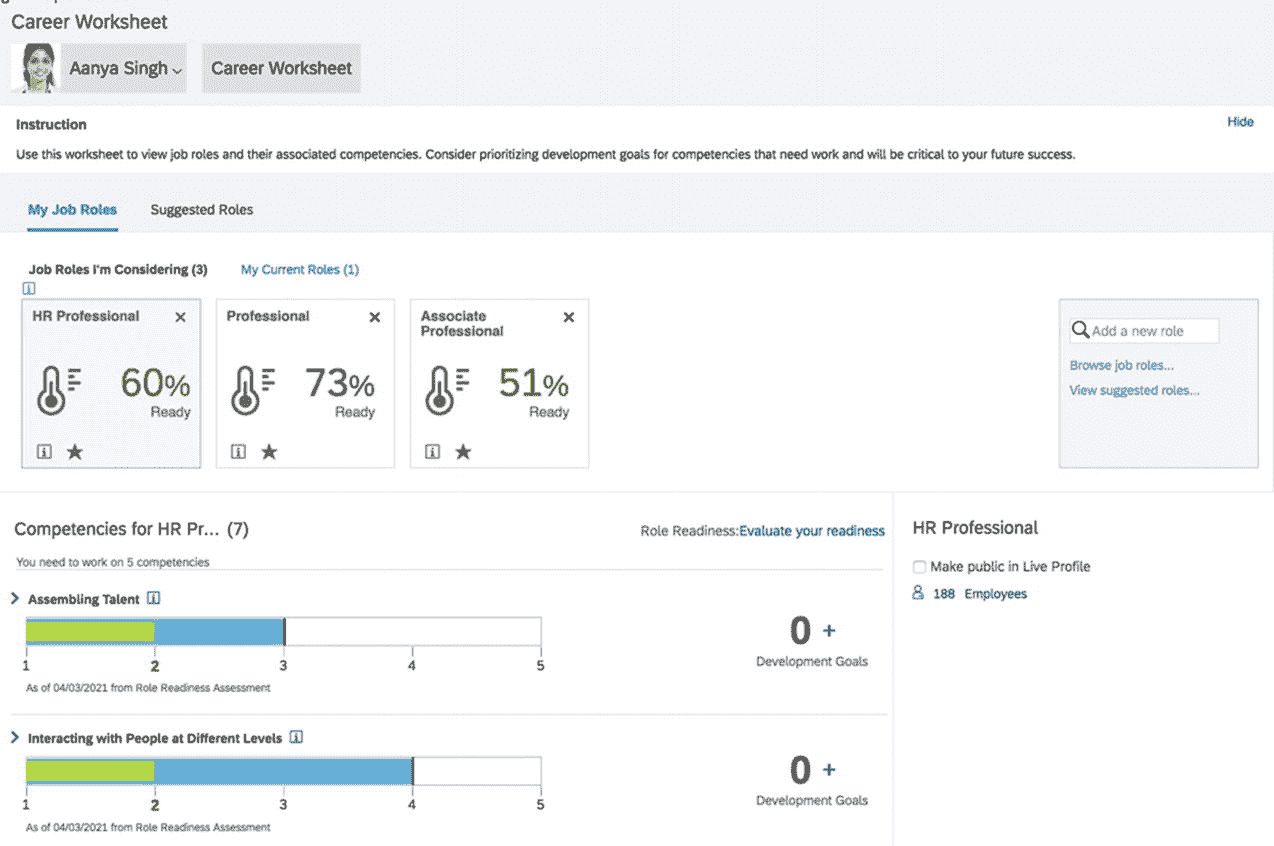 Career Worksheet
Aanya Singh
Career Worksheet
Instruction
Hide
Use this worksheet to view job roles and their associated competencies. Consider prioritizing development goals for competencies that need work and will be critical to your future success.
My Job Roles
Suggested Roles
Job Roles I'm Considering (3)
My Current Roles (1)
HR Professional
60%
Ready
Professional
73%
Ready
Associate
Professional
51%
Ready
Add a new role
Browse job roles...
View suggested roles...
Competencies for HR Pr... (7)
Role Readiness:Evaluate your readiness
You need to work on 5 competencies
Assembling Talent
1 2 3 4 5
As of 04/03/2021 from Role Readiness Assessment
0 +
Development Goals
Interacting with People at Different Levels
1 2 3 4 5
As of 04/03/2021 from Role Readiness Assessment
0 +
Development Goals
HR Professional
Make public in Live Profile
188 Employees